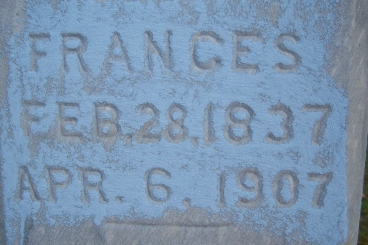 FRANCES
FEB. 28, 1837
APR. 6, 1907